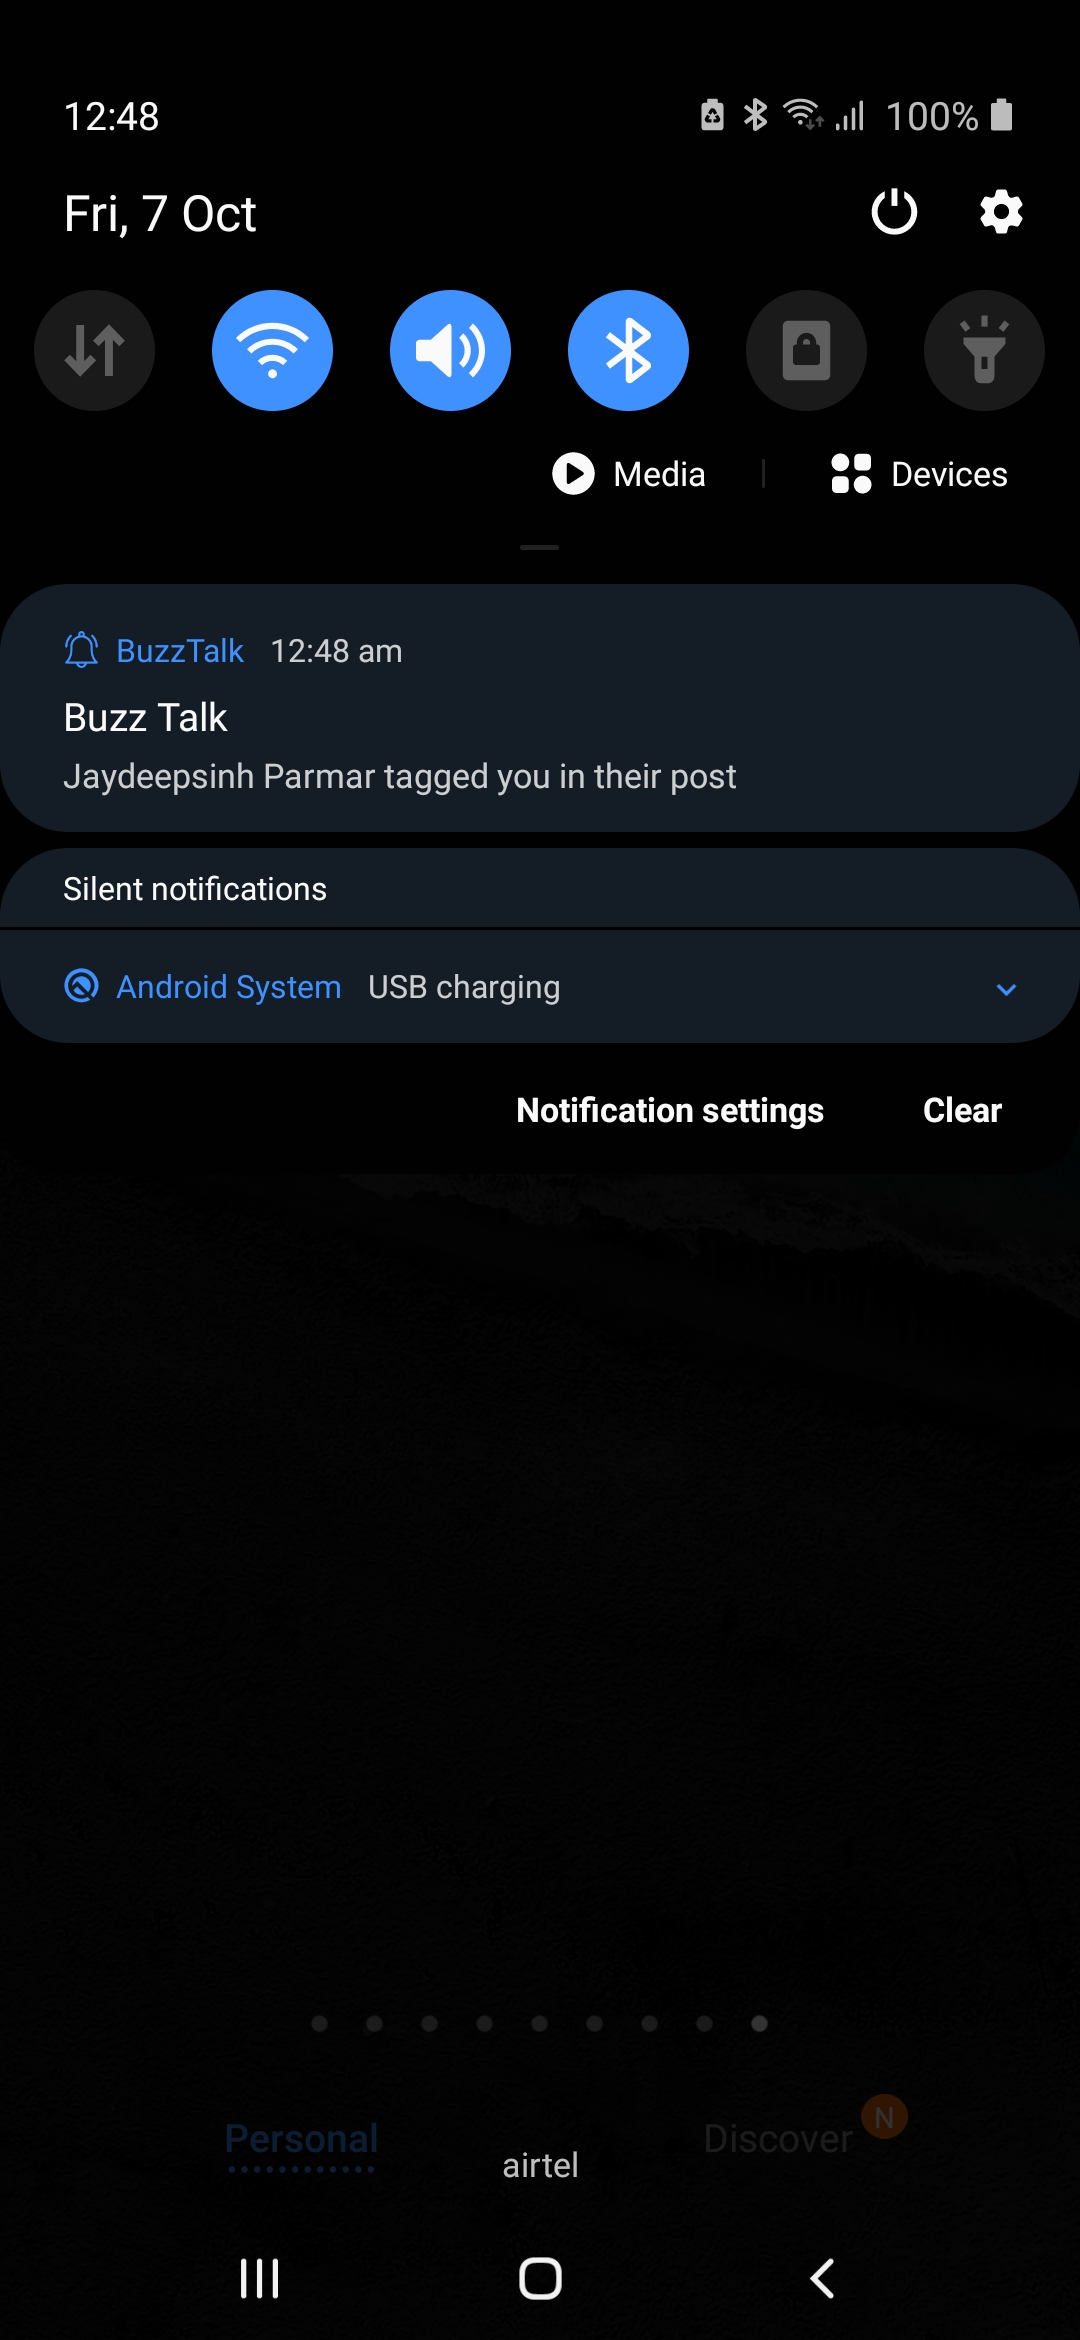 12:48 100%
Fri, 7 Oct
Media Devices
BuzzTalk 12:48 am
Buzz Talk
Jaydeepsinh Parmar tagged you in their post
Silent notifications
Android System USB charging
Notification settings Clear
Personal Discover N
airtel